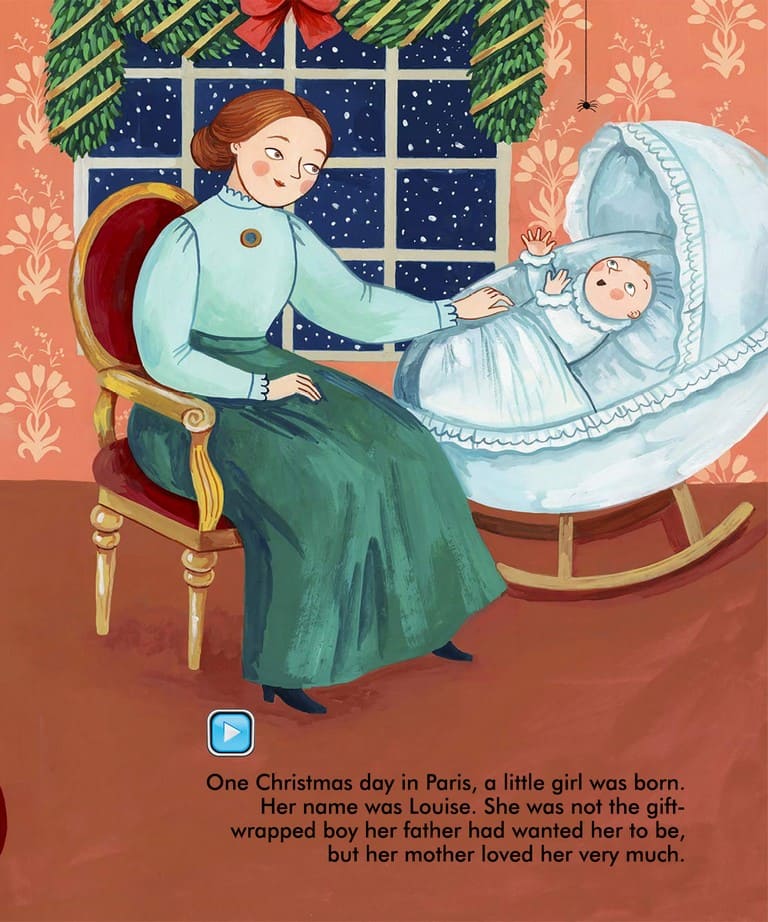 One Christmas day in Paris, a little girl was born.
Her name was Louise. She was not the gift-
wrapped boy her father had wanted her to be,
but her mother loved her very much.